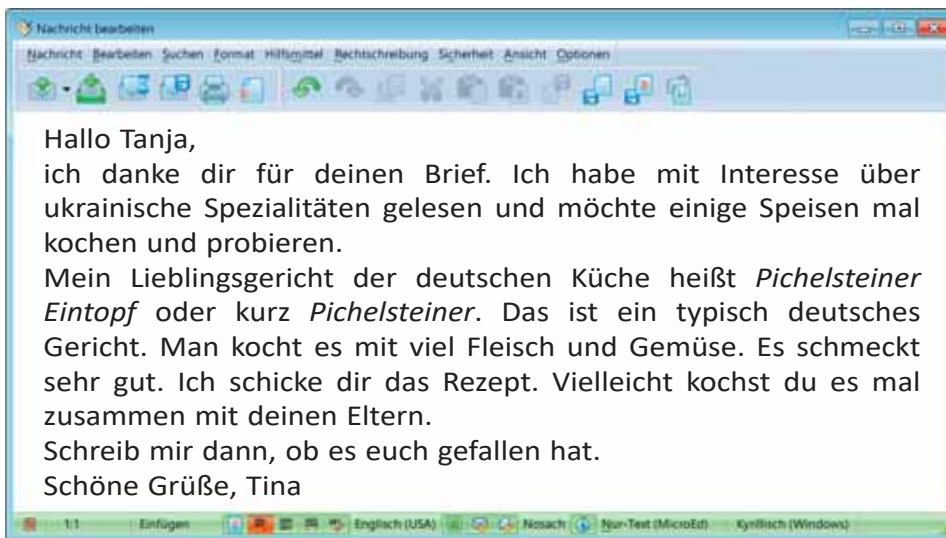 Nachricht bearbeiten
Nachricht Bearbeiten Suchen Format Hilfsmittel Rechtschreibung Sicherheit Ansicht Optionen
Hallo Tanja,
ich danke dir für deinen Brief. Ich habe mit Interesse über
ukrainische Spezialitäten gelesen und möchte einige Speisen mal
kochen und probieren.
Mein Lieblingsgericht der deutschen Küche heißt Pichelsteiner
Eintopf oder kurz Pichelsteiner. Das ist ein typisch deutsches
Gericht. Man kocht es mit viel Fleisch und Gemüse. Es schmeckt
sehr gut. Ich schicke dir das Rezept. Vielleicht kochst du es mal
zusammen mit deinen Eltern.
Schreib mir dann, ob es euch gefallen hat.
Schöne Grüße, Tina
1:1 Einfügen Englisch (USA) Nosach Nur-Text (MicroEd) Kyrillisch (Windows)